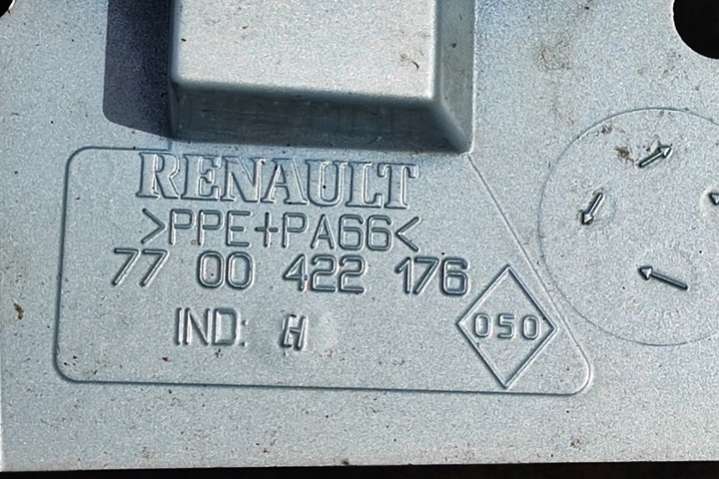 RENAULT
>PPE+PA66<
77 00 422 176
IND: H
050